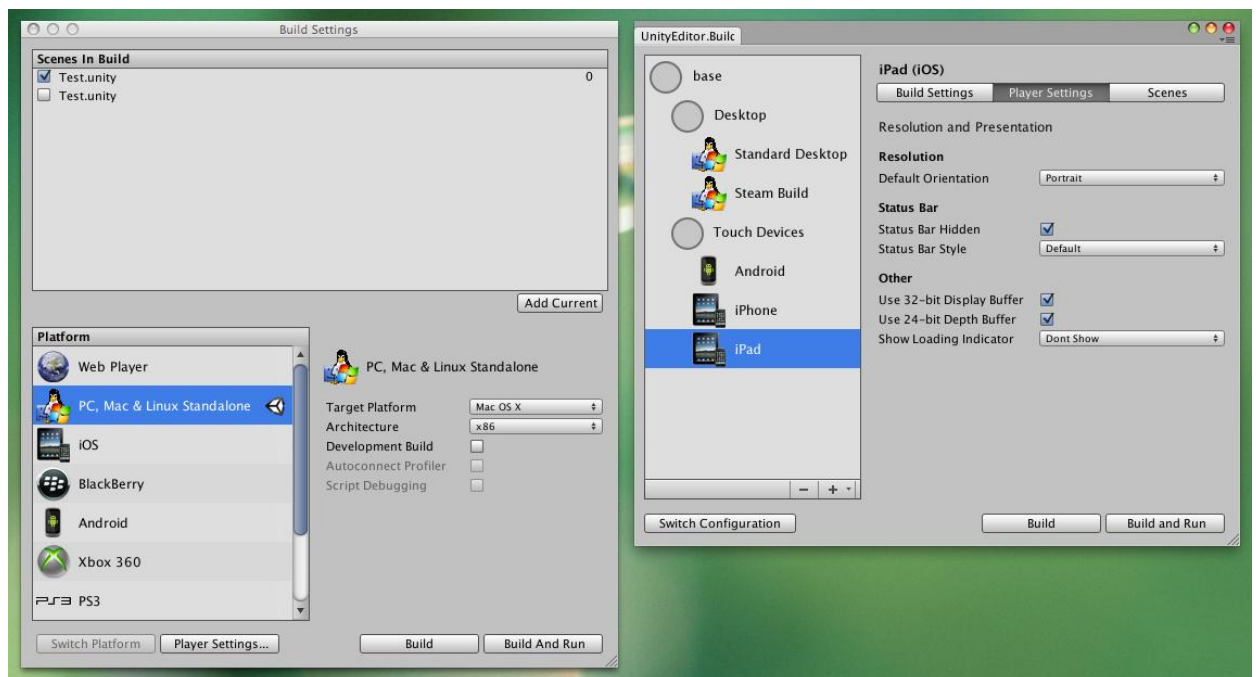 Build Settings
Scenes In Build
Test.unity 0
Test.unity
Add Current
Platform
Web Player
PC, Mac & Linux Standalone
iOS
BlackBerry
Android
Xbox 360
PS3
PC, Mac & Linux Standalone
Target Platform Mac OS X
Architecture x86
Development Build
Autoconnect Profiler
Script Debugging
Switch Platform Player Settings... Build Build And Run
UnityEditor.Builc
base
Desktop
Standard Desktop
Steam Build
Touch Devices
Android
iPhone
iPad
iPad (iOS)
Build Settings Player Settings Scenes
Resolution and Presentation
Resolution
Default Orientation Portrait
Status Bar
Status Bar Hidden
Status Bar Style Default
Other
Use 32-bit Display Buffer
Use 24-bit Depth Buffer
Show Loading Indicator Dont Show
Switch Configuration Build Build and Run